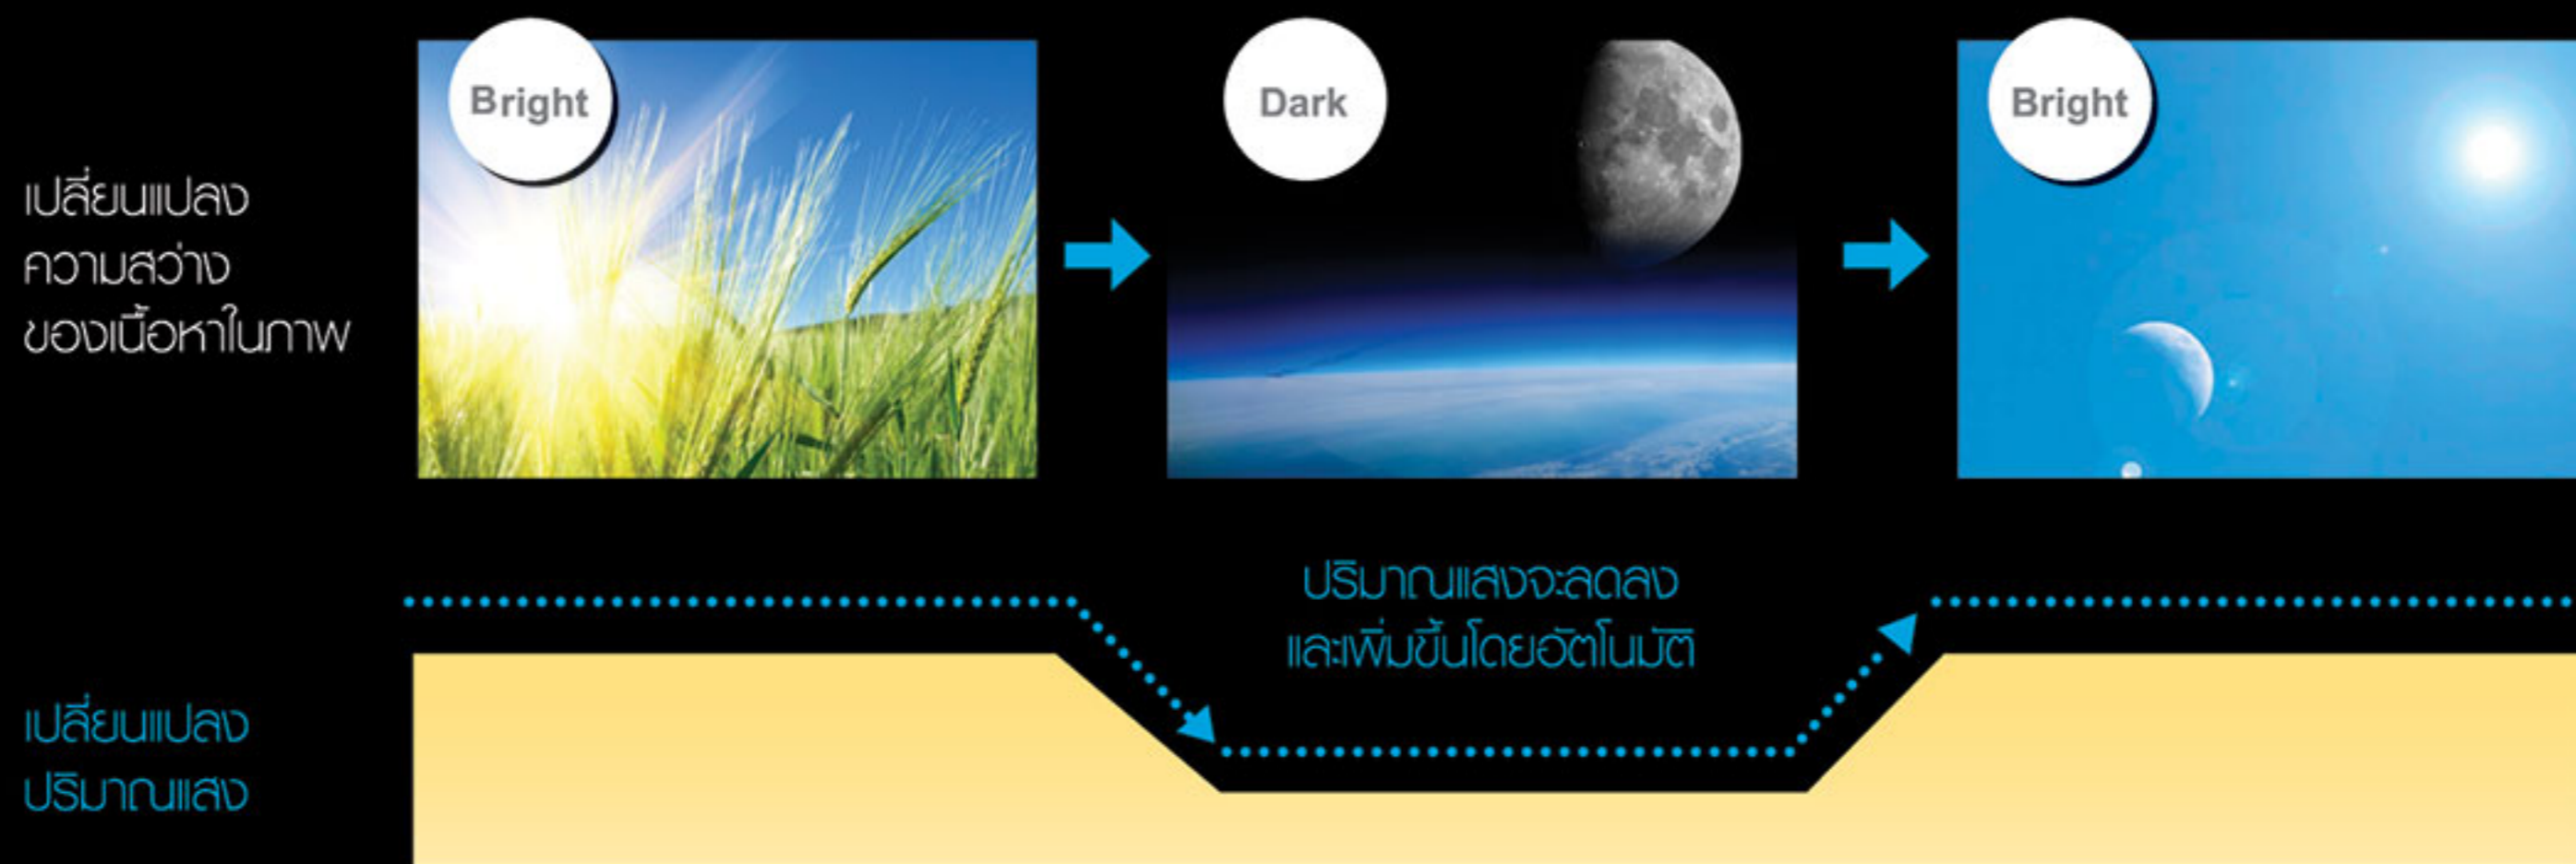 Bright
Dark
Bright
เปลี่ยนแปลง
ความสว่าง
ของเนื้อหาในภาพ
ปริมาณแสงจะลดลง
และเพิ่มขึ้นโดยอัตโนมัติ
เปลี่ยนแปลง
ปริมาณแสง